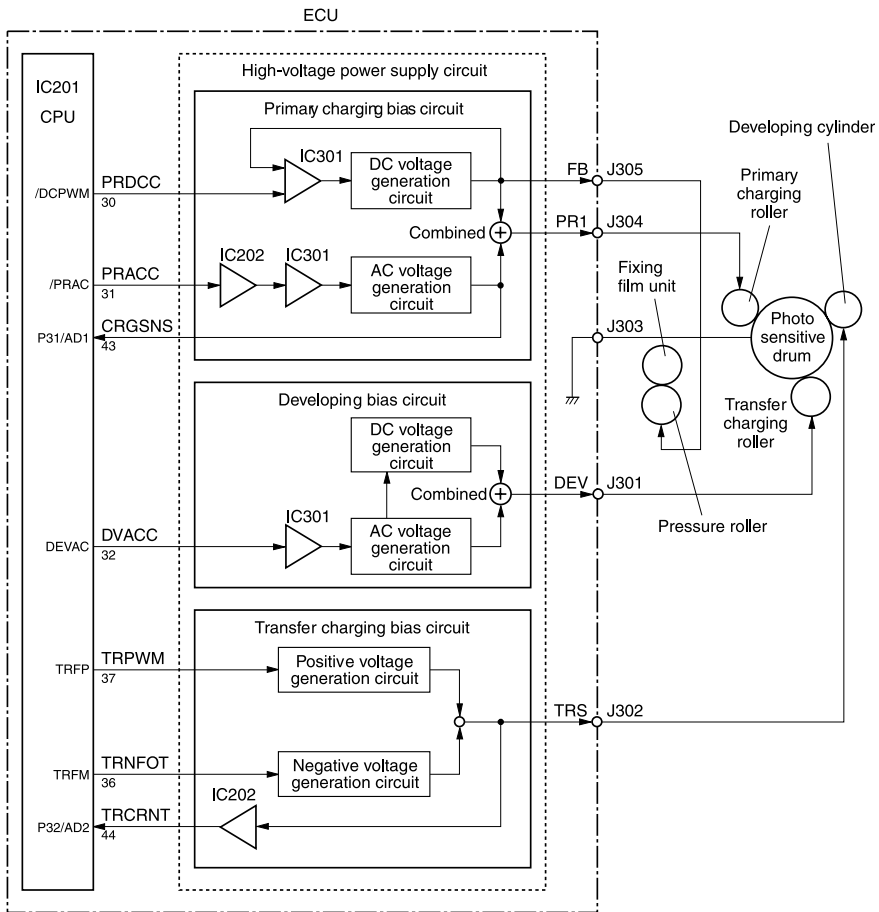 ECU
IC201
CPU
High-voltage power supply circuit
Primary charging bias circuit
IC301
DC voltage
generation
circuit
/DCPWM
PRDCC
30
FB
J305
Combined
PR1
J304
IC202
IC301
AC voltage
generation
circuit
/PRAC
PRACC
31
P31/AD1
CRGSNS
43
J303
Developing cylinder
Primary
charging
roller
Fixing
film unit
Photo
sensitive
drum
Transfer
charging
roller
Pressure roller
Developing bias circuit
DC voltage
generation
circuit
Combined
DEV
J301
IC301
AC voltage
generation
circuit
DEVAC
DVACC
32
Transfer charging bias circuit
TRFP
TRPWM
37
Positive voltage
generation circuit
TRS
J302
TRFM
TRNFOT
36
Negative voltage
generation circuit
IC202
P32/AD2
TRCRNT
44